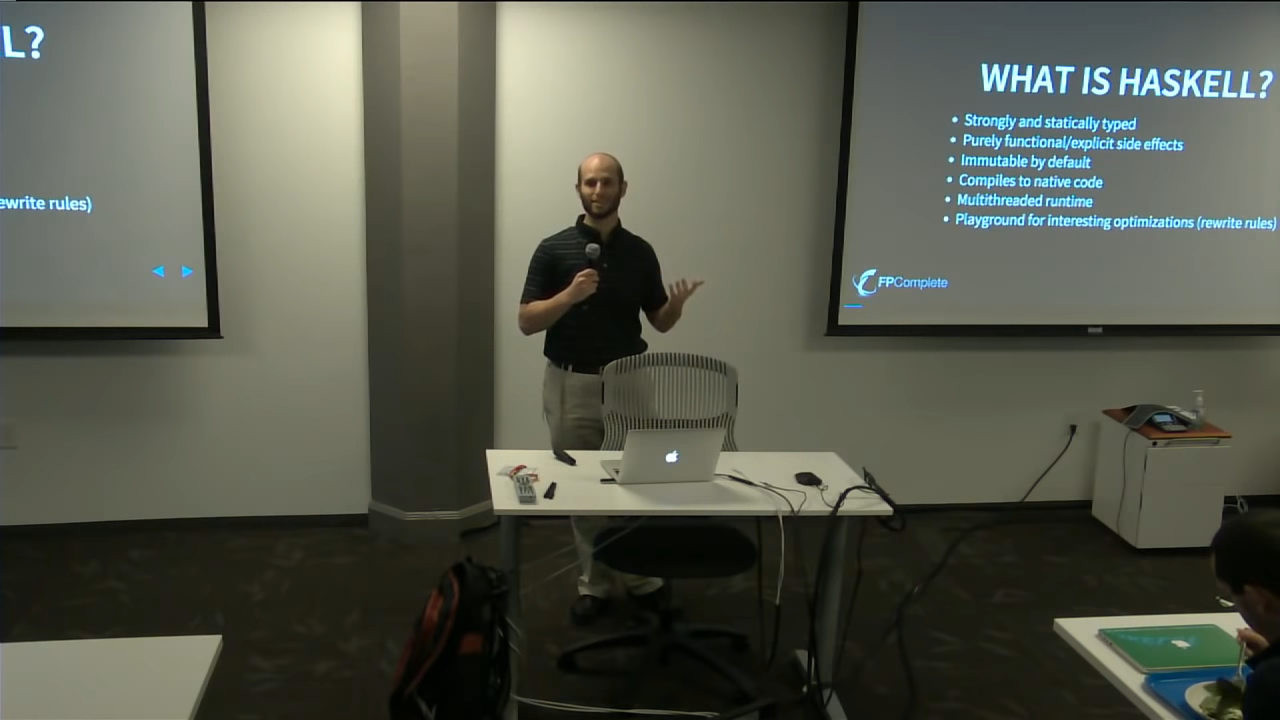 L?
ewrite rules)
WHAT IS HASKELL?
• Strongly and statically typed
• Purely functional/explicit side effects
• Immutable by default
• Compiles to native code
• Multithreaded runtime
• Playground for interesting optimizations (rewrite rules)
FPComplete